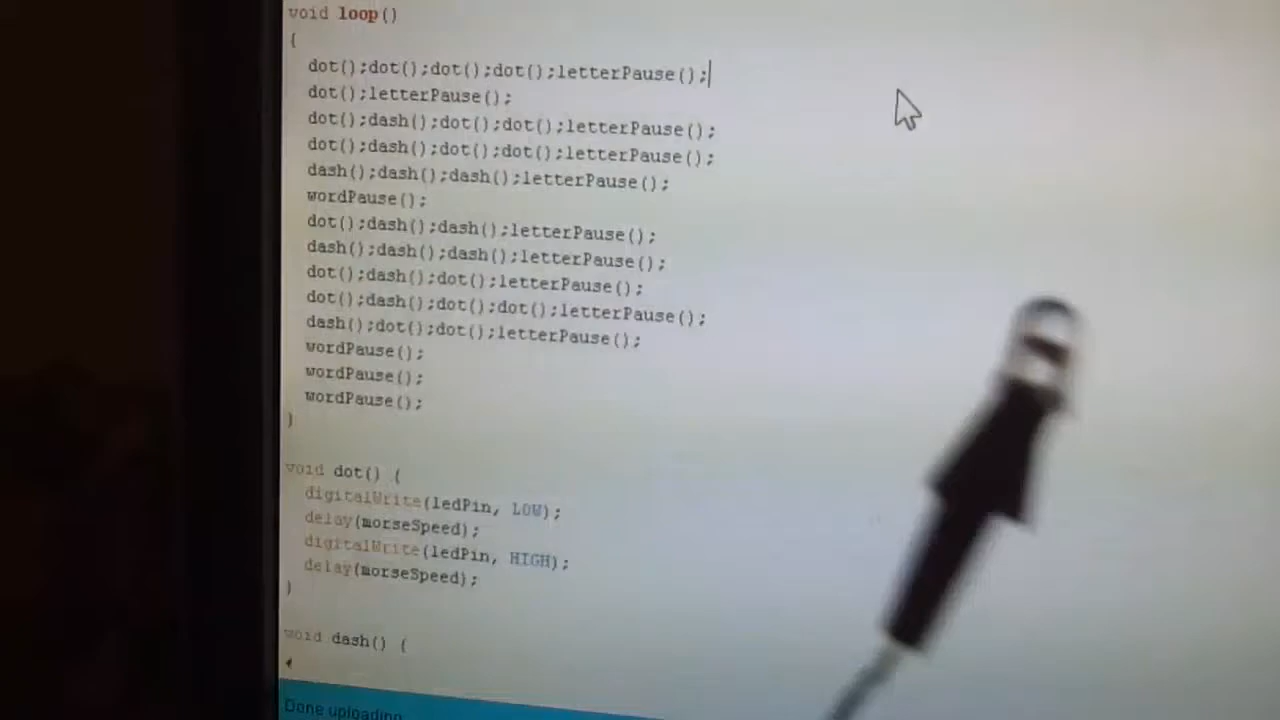 void loop()
{
dot();dot();dot();dot();letterPause();
dot();letterPause();
dot();dash();dot();dot();letterPause();
dot();dash();dot();dot();letterPause();
dash();dash();dash();letterPause();
wordPause();
dot();dash();dash();letterPause();
dash();dash();dash();letterPause();
dot();dash();dot();letterPause();
dot();dash();dot();dot();letterPause();
dash();dot();dot();letterPause();
wordPause();
wordPause();
wordPause();
}
void dot() {
digitalWrite(ledPin, LOW);
delay(morseSpeed);
digitalWrite(ledPin, HIGH);
delay(morseSpeed);
}
void dash() {
Done uploading